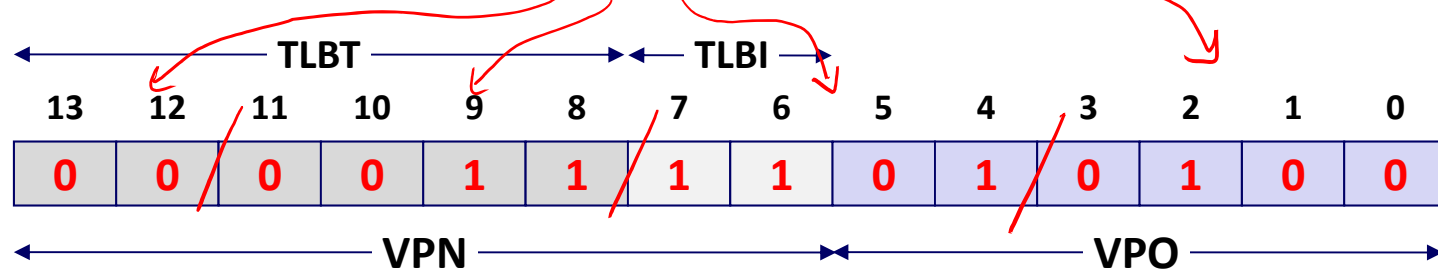 TLBT TLBI
13 12 11 10 9 8 7 6 5 4 3 2 1 0
0 0 0 0 1 1 1 1 0 1 0 1 0 0
VPN VPO